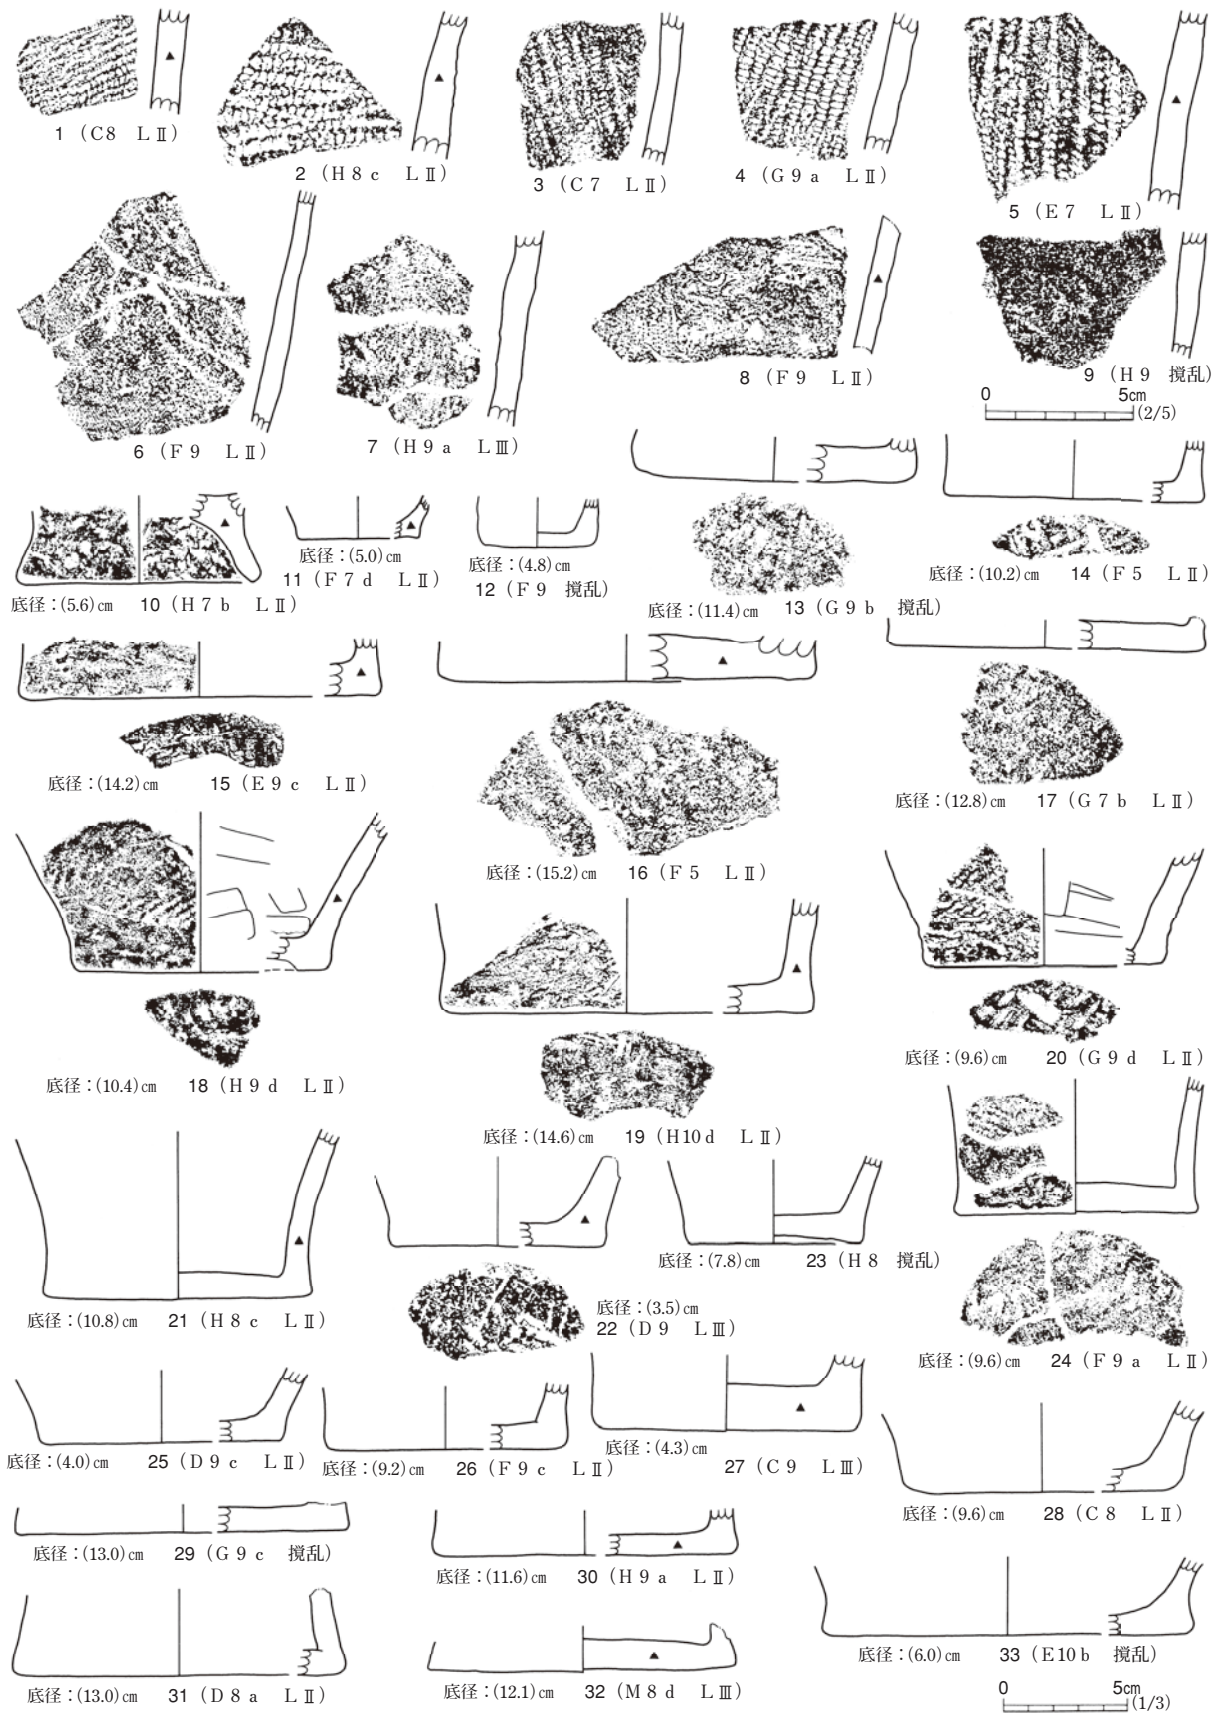 1 （C8　LⅡ）
2 （H8c　LⅡ）
3 （C7　LⅡ）
4 （G9a　LⅡ）
5 （E7　LⅡ）
6 （F9　LⅡ）
7 （H9a　LⅢ）
8 （F9　LⅡ）
9 （H9　撹乱）
0　5㎝
(2/5)
底径：(5.6)㎝　10 （H7b　LⅡ）
底径：(5.0)㎝
11 （F7d　LⅡ）
底径：(4.8)㎝
12 （F9　撹乱）
底径：(11.4)㎝　13 （G9b　撹乱）
底径：(10.2)㎝　14 （F5　LⅡ）
底径：(14.2)㎝　15 （E9c　LⅡ）
底径：(15.2)㎝　16 （F5　LⅡ）
底径：(12.8)㎝　17 （G7b　LⅡ）
底径：(10.4)㎝　18 （H9d　LⅡ）
底径：(14.6)㎝　19 （H10d　LⅡ）
底径：(9.6)㎝　20 （G9d　LⅡ）
底径：(10.8)㎝　21 （H8c　LⅡ）
底径：(3.5)㎝
22 （D9　LⅢ）
底径：(7.8)㎝　23 （H8　撹乱）
底径：(9.6)㎝　24 （F9a　LⅡ）
底径：(4.0)㎝　25 （D9c　LⅡ）
底径：(9.2)㎝　26 （F9c　LⅡ）
底径：(4.3)㎝
27 （C9　LⅢ）
底径：(9.6)㎝　28 （C8　LⅡ）
底径：(13.0)㎝　29 （G9c　撹乱）
底径：(11.6)㎝　30 （H9a　LⅡ）
底径：(13.0)㎝　31 （D8a　LⅡ）
底径：(12.1)㎝　32 （M8d　LⅢ）
底径：(6.0)㎝　33 （E10b　撹乱）
0　5㎝
(1/3)